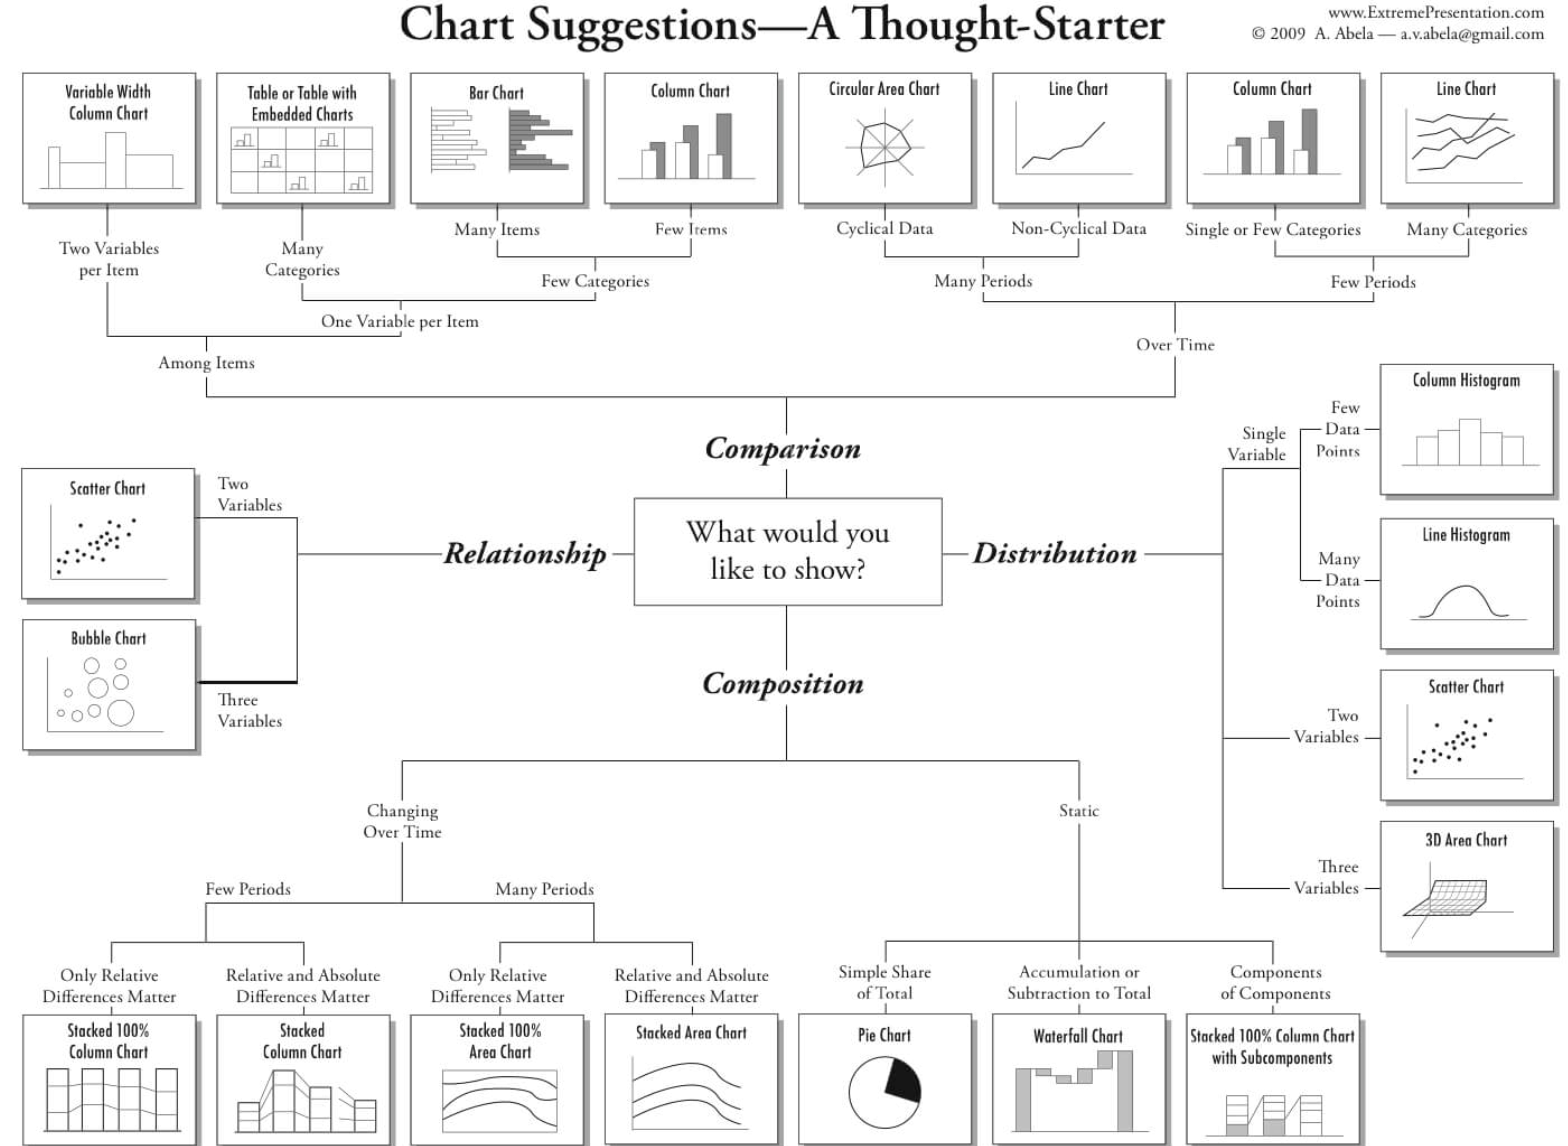 Chart Suggestions—A Thought-Starter
www.ExtremePresentation.com
© 2009 A. Abela — a.v.abela@gmail.com
Variable Width
Column Chart
Table or Table with
Embedded Charts
Bar Chart
Column Chart
Circular Area Chart
Line Chart
Column Chart
Line Chart
Two Variables
per Item
Many
Categories
Many Items
Few Items
Cyclical Data
Non-Cyclical Data
Single or Few Categories
Many Categories
Few Categories
Many Periods
Few Periods
One Variable per Item
Among Items
Over Time
Comparison
What would you
like to show?
Relationship
Two
Variables
Scatter Chart
Three
Variables
Bubble Chart
Distribution
Single
Variable
Few
Data
Points
Column Histogram
Many
Data
Points
Line Histogram
Two
Variables
Scatter Chart
Three
Variables
3D Area Chart
Composition
Changing
Over Time
Static
Few Periods
Many Periods
Only Relative
Differences Matter
Relative and Absolute
Differences Matter
Only Relative
Differences Matter
Relative and Absolute
Differences Matter
Simple Share
of Total
Accumulation or
Subtraction to Total
Components
of Components
Stacked 100%
Column Chart
Stacked
Column Chart
Stacked 100%
Area Chart
Stacked Area Chart
Pie Chart
Waterfall Chart
Stacked 100% Column Chart
with Subcomponents